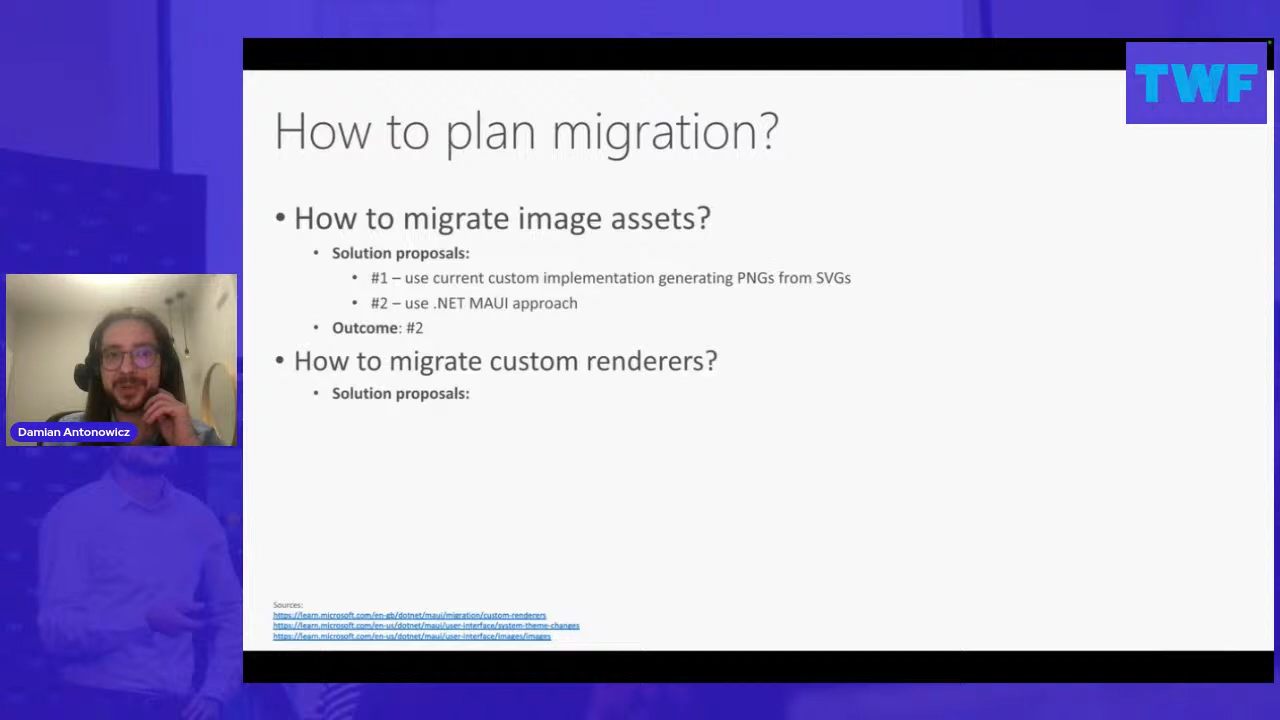 TWF
How to plan migration?
• How to migrate image assets?
• Solution proposals:
• #1 – use current custom implementation generating PNGs from SVGs
• #2 – use .NET MAUI approach
• Outcome: #2
• How to migrate custom renderers?
• Solution proposals:
Damian Antonowicz
Sources:
https://learn.microsoft.com/en-gb/dotnet/maui/migration/custom-renderers
https://learn.microsoft.com/en-us/dotnet/maui/user-interface/system-theme-changes
https://learn.microsoft.com/en-us/dotnet/maui/user-interface/images/images